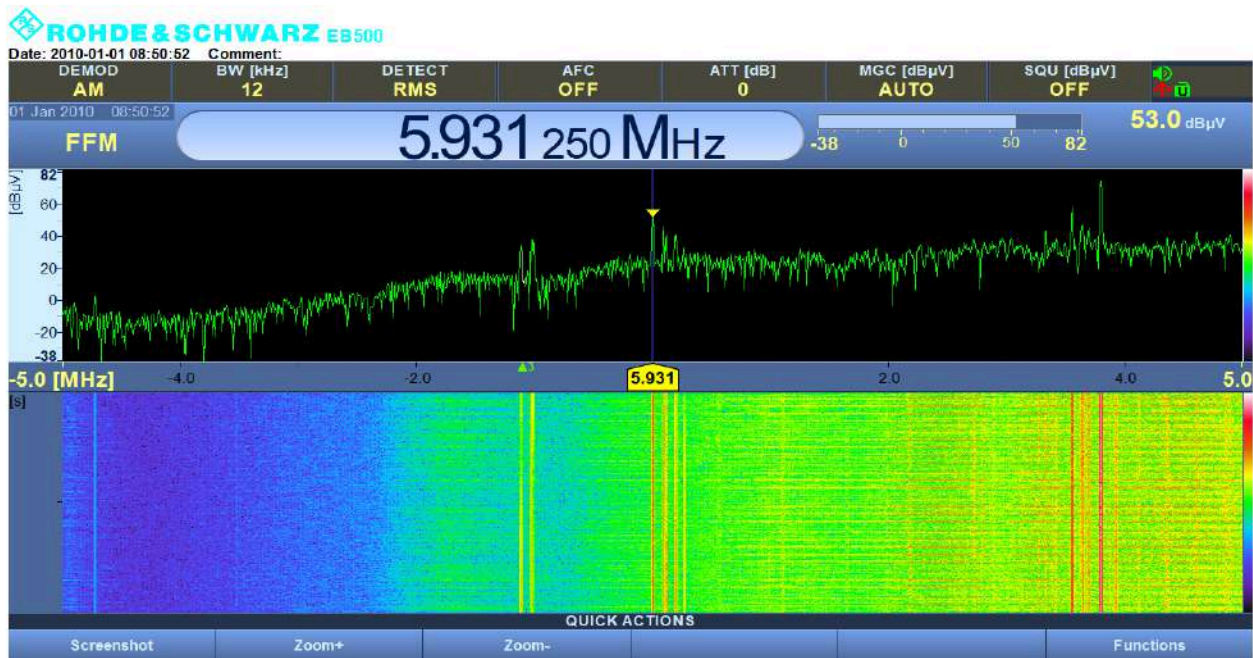 ROHDE & SCHWARZ EB500
Date: 2010-01-01 08:50:52 Comment:
DEMOD BW [kHz] DETECT AFC ATT [dB] MGC [dBµV] SQU [dBµV]
AM 12 RMS OFF 0 AUTO OFF
01 Jan 2010 08:50:52
FFM 5.931 250 MHz 53.0 dBµV
-38 0 50 82
[dBµV]
82
60
40
20
0
-20
-38
-5.0 [MHz] -4.0 -2.0 5.931 2.0 4.0 5.0
[s]
QUICK ACTIONS
Screenshot Zoom+ Zoom- Functions